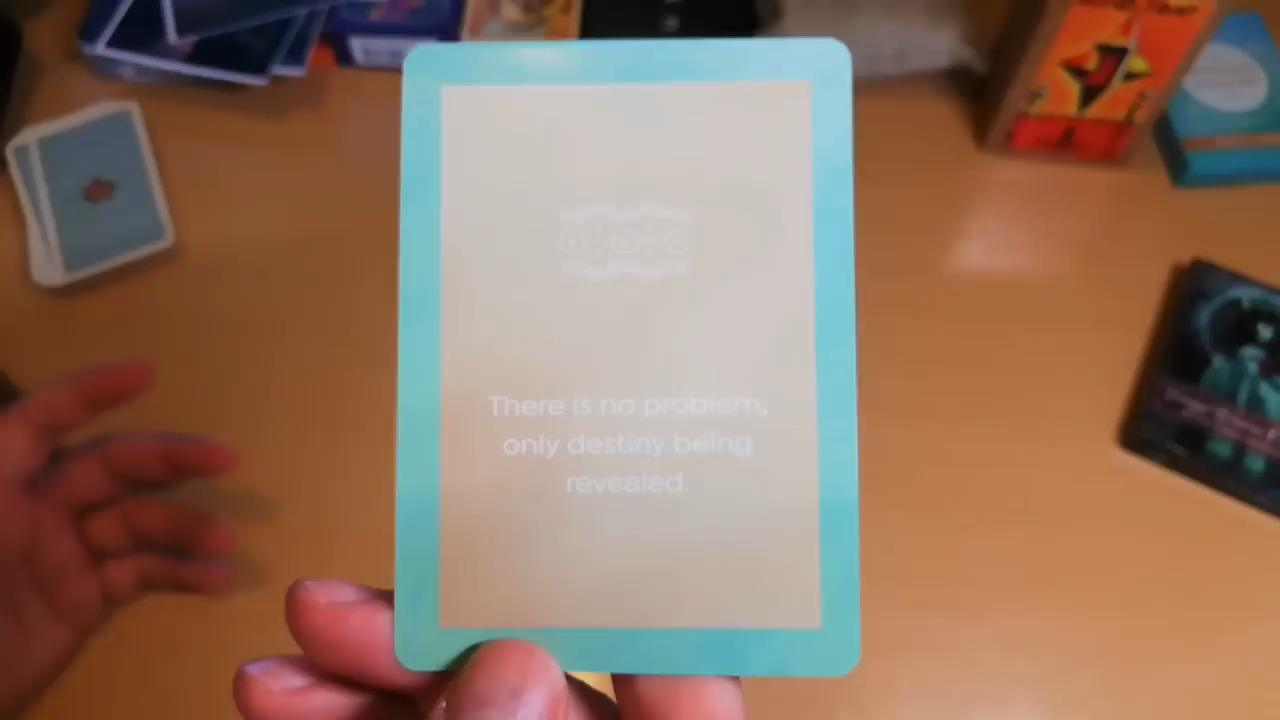 There is no problem,
only destiny being
revealed.